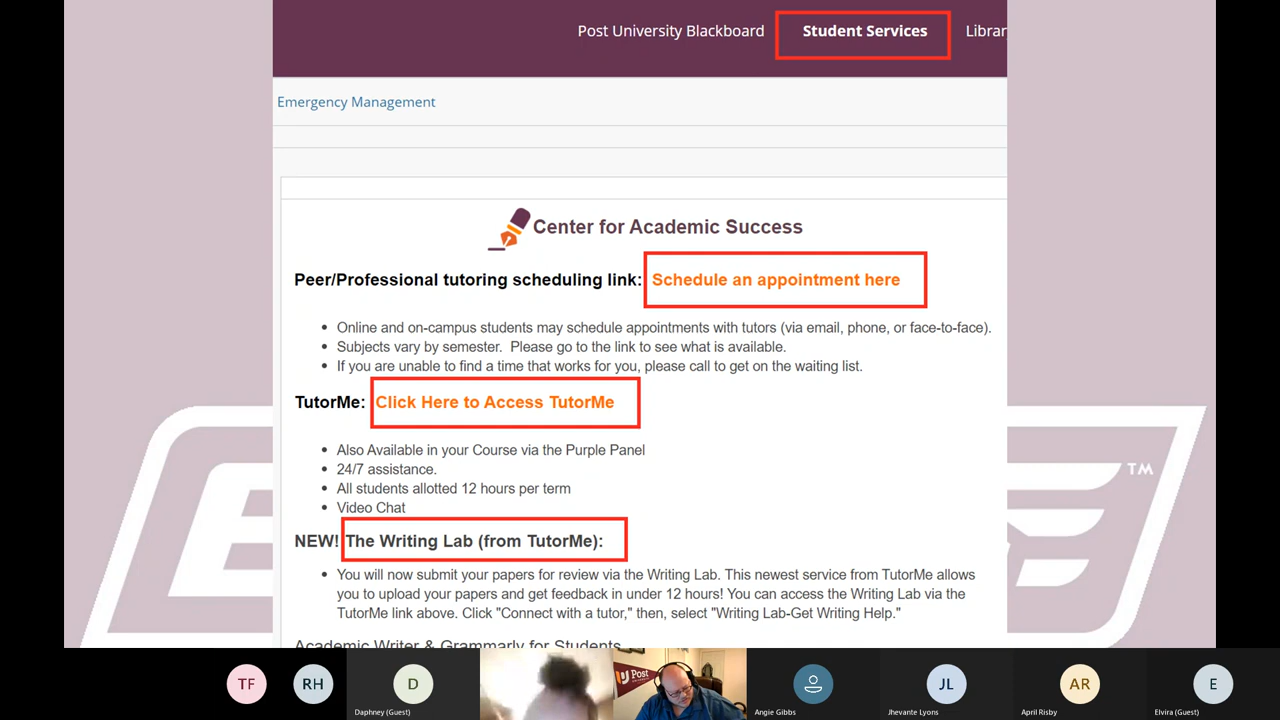 Post University Blackboard Student Services Librar
Emergency Management
Center for Academic Success
Peer/Professional tutoring scheduling link: Schedule an appointment here
• Online and on-campus students may schedule appointments with tutors (via email, phone, or face-to-face).
• Subjects vary by semester. Please go to the link to see what is available.
• If you are unable to find a time that works for you, please call to get on the waiting list.
TutorMe: Click Here to Access TutorMe
• Also Available in your Course via the Purple Panel
• 24/7 assistance.
• All students allotted 12 hours per term
• Video Chat
TM
NEW! The Writing Lab (from TutorMe):
• You will now submit your papers for review via the Writing Lab. This newest service from TutorMe allows
you to upload your papers and get feedback in under 12 hours! You can access the Writing Lab via the
TutorMe link above. Click "Connect with a tutor," then, select "Writing Lab-Get Writing Help."
Academic Writer & Grammarly for Students
TF RH D Post JL AR E
Daphney (Guest) Angie Gibbs Jhevante Lyons April Risby Elvira (Guest)